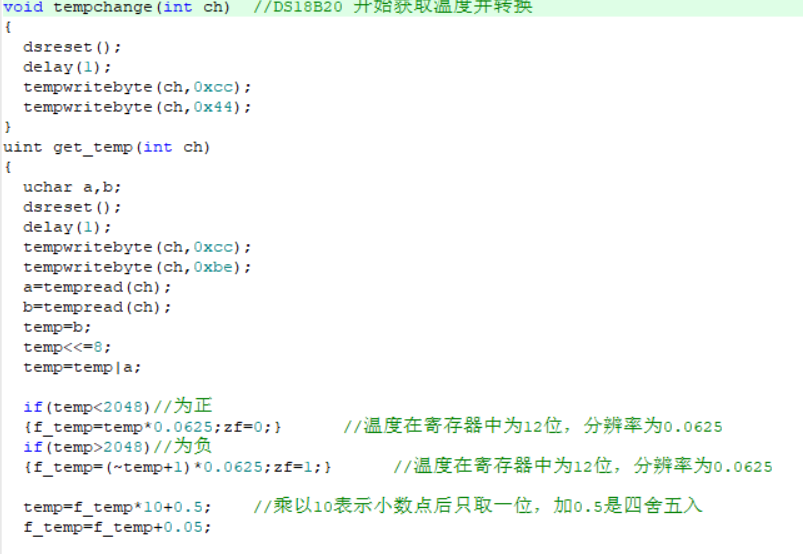 void tempchange(int ch)  //DS18B20 开始获取温度并转换
{
  dsreset();
  delay(1);
  tempwritebyte(ch,0xcc);
  tempwritebyte(ch,0x44);
}
uint get_temp(int ch)
{
  uchar a,b;
  dsreset();
  delay(1);
  tempwritebyte(ch,0xcc);
  tempwritebyte(ch,0xbe);
  a=tempread(ch);
  b=tempread(ch);
  temp=b;
  temp<<=8;
  temp=temp|a;
  if(temp<2048)//为正
  {f_temp=temp*0.0625;zf=0;}      //温度在寄存器中为12位，分辨率为0.0625
  if(temp>2048)//为负
  {f_temp=(~temp+1)*0.0625;zf=1;}      //温度在寄存器中为12位，分辨率为0.0625
  temp=f_temp*10+0.5;    //乘以10表示小数点后只取一位，加0.5是四舍五入
  f_temp=f_temp+0.05;